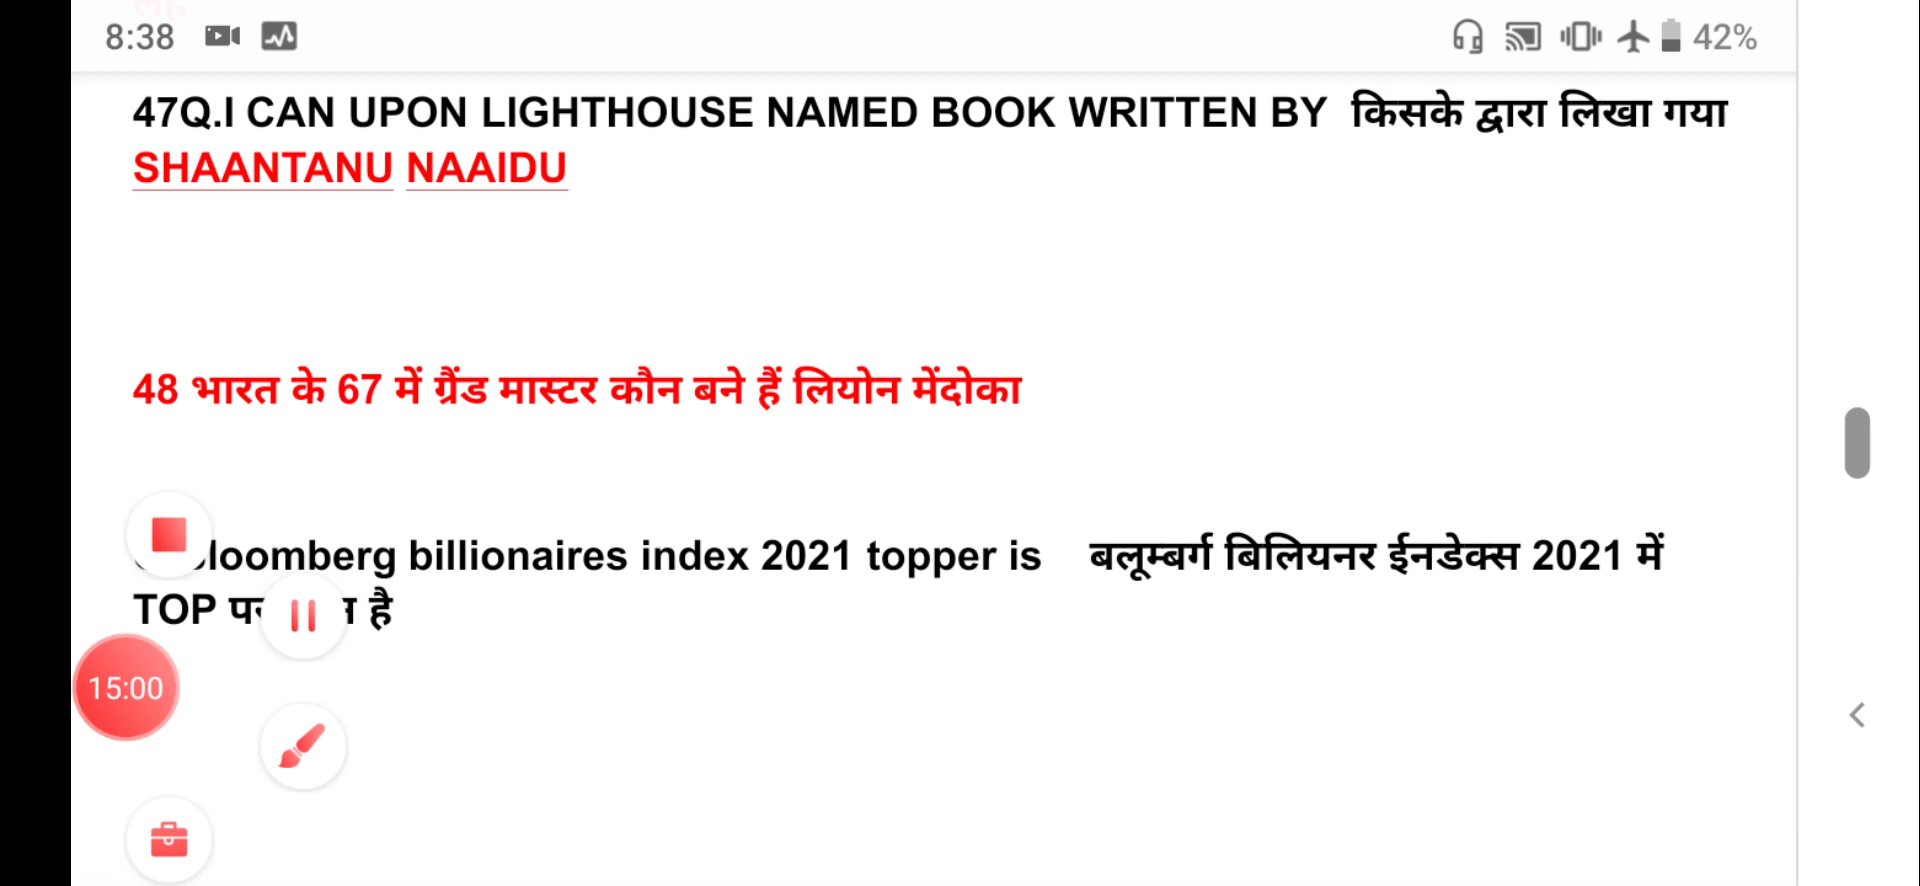 8:38 42%
47Q.I CAN UPON LIGHTHOUSE NAMED BOOK WRITTEN BY किसके द्वारा लिखा गया
SHAANTANU NAAIDU
48 भारत के 67 में ग्रैंड मास्टर कौन बने हैं लियोन मेंदोका
loomberg billionaires index 2021 topper is बलूम्बर्ग बिलियनर ईनडेक्स 2021 में
TOP है
15:00